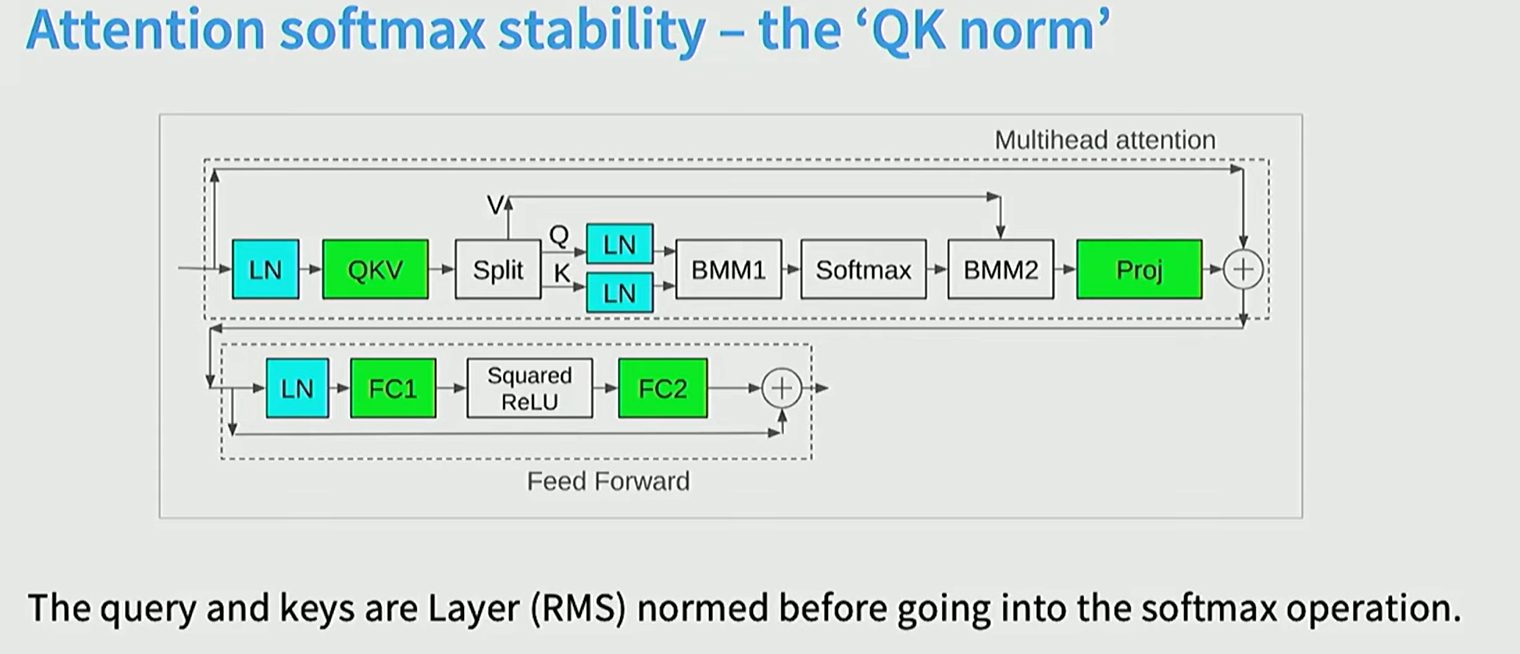 Attention softmax stability – the ‘QK norm’
Multihead attention
V
Q
K
LN
QKV
Split
LN
LN
BMM1
Softmax
BMM2
Proj
LN
FC1
Squared
ReLU
FC2
Feed Forward
The query and keys are Layer (RMS) normed before going into the softmax operation.